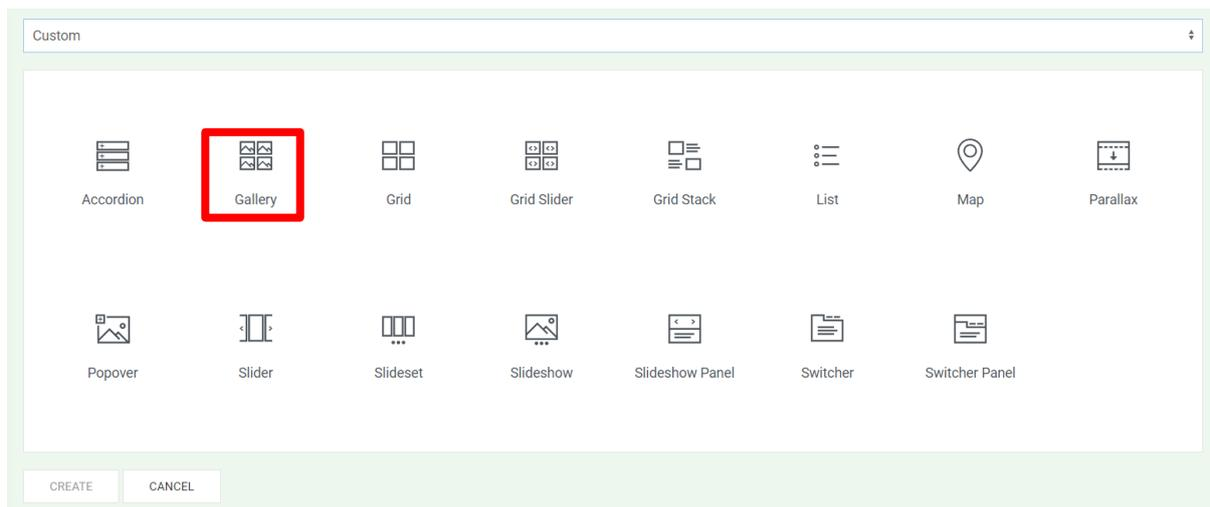 Custom
Accordion Gallery Grid Grid Slider Grid Stack List Map Parallax
Popover Slider Slideset Slideshow Slideshow Panel Switcher Switcher Panel
CREATE CANCEL